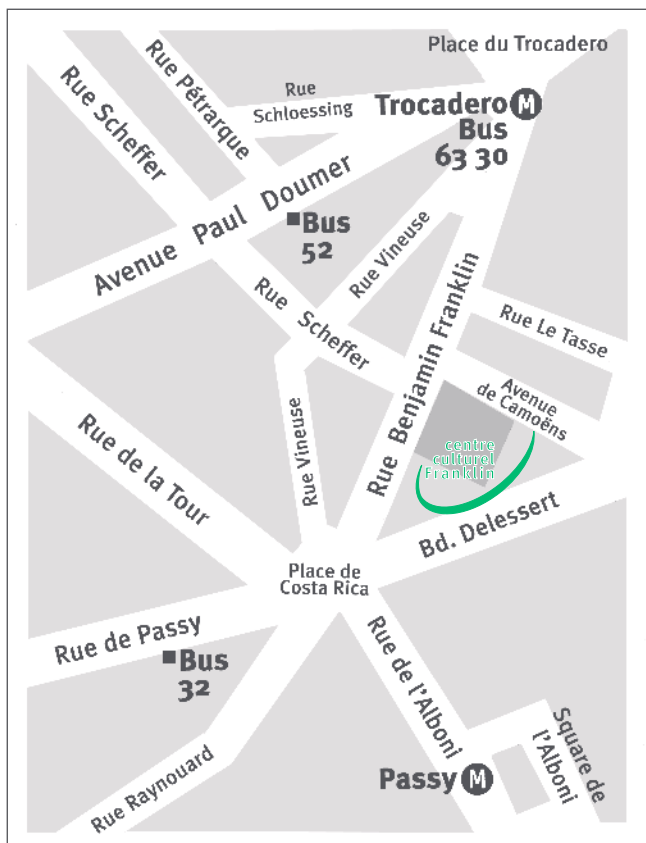 Place du Trocadero
Rue Scheffer
Rue Pétrarque
Rue
Schloessing
Trocadero M
Bus
63 30
Avenue Paul Doumer
Bus
52
Rue Vineuse
Rue Scheffer
Rue Benjamin Franklin
Rue Le Tasse
Avenue
de Camoëns
Rue de la Tour
Rue Vineuse
centre
culturel
Franklin
Bd. Delessert
Place de
Costa Rica
Rue de Passy
Bus
32
Rue de l'Alboni
Square de
l'Alboni
Rue Raynouard
Passy M